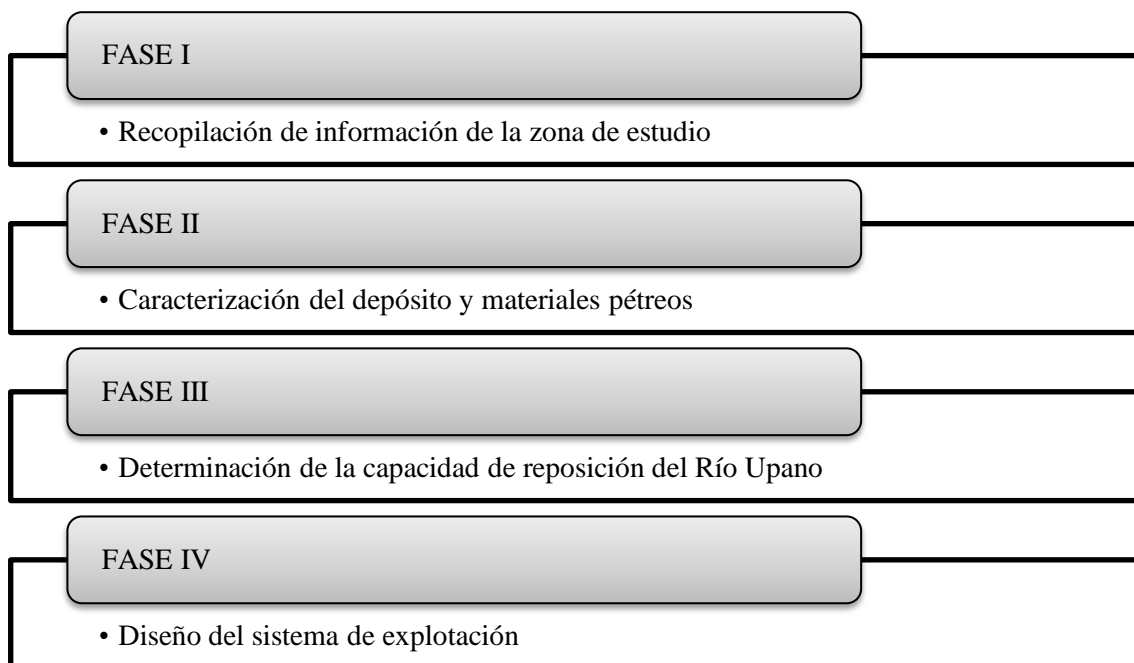 FASE I
• Recopilación de información de la zona de estudio
FASE II
• Caracterización del depósito y materiales pétreos
FASE III
• Determinación de la capacidad de reposición del Río Upano
FASE IV
• Diseño del sistema de explotación